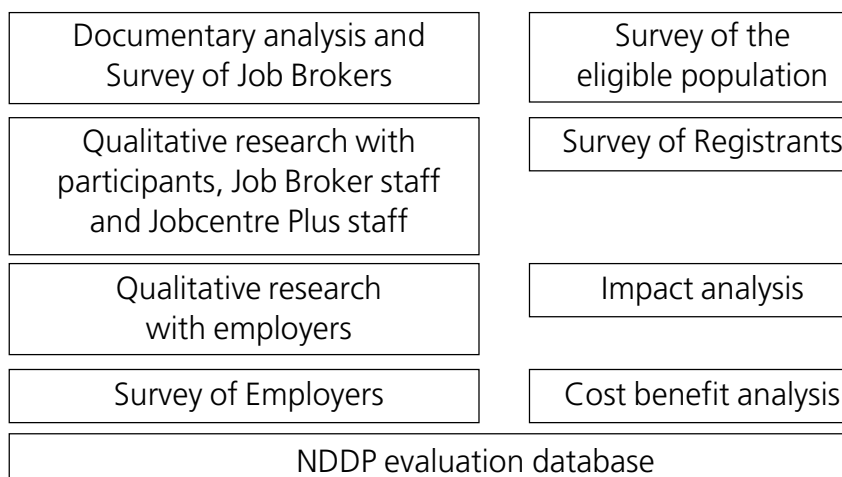 Documentary analysis and
Survey of Job Brokers
Survey of the
eligible population
Qualitative research with
participants, Job Broker staff
and Jobcentre Plus staff
Survey of Registrants
Qualitative research
with employers
Impact analysis
Survey of Employers
Cost benefit analysis
NDDP evaluation database